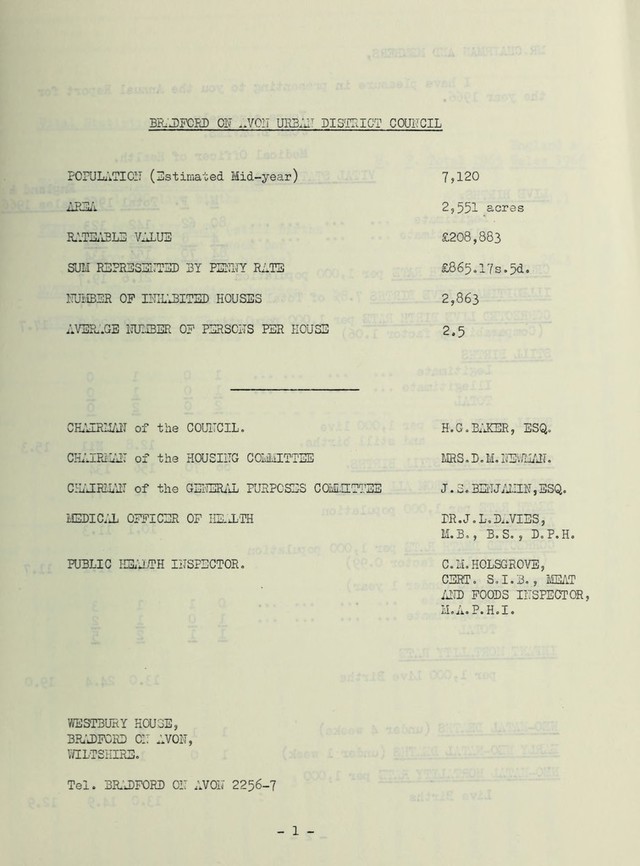 BRADFORD ON AVON URBAN DISTRICT COUNCIL
POPULATION (Estimated Mid-year) 7,120
AREA 2,551 acres
RATEABLE VALUE £208,883
SUM REPRESENTED BY PENNY RATE £865.17s.5d.
NUMBER OF INHABITED HOUSES 2,863
AVERAGE NUMBER OF PERSONS PER HOUSE 2.5
CHAIRMAN of the COUNCIL. H.G.BAKER, ESQ.
CHAIRMAN of the HOUSING COMMITTEE MRS.D.M.NEWMAN.
CHAIRMAN of the GENERAL PURPOSES COMMITTEE J.S.BENJAMIN,ESQ.
MEDICAL OFFICER OF HEALTH DR.J.L.DAVIES,
M.B., B.S., D.P.H.
PUBLIC HEALTH INSPECTOR. C.M.HOLSGROVE,
CERT. S.I.B., MEAT
AND FOODS INSPECTOR,
M.A.P.H.I.
WESTBURY HOUSE,
BRADFORD ON AVON,
WILTSHIRE.
Tel. BRADFORD ON AVON 2256-7
- 1 -